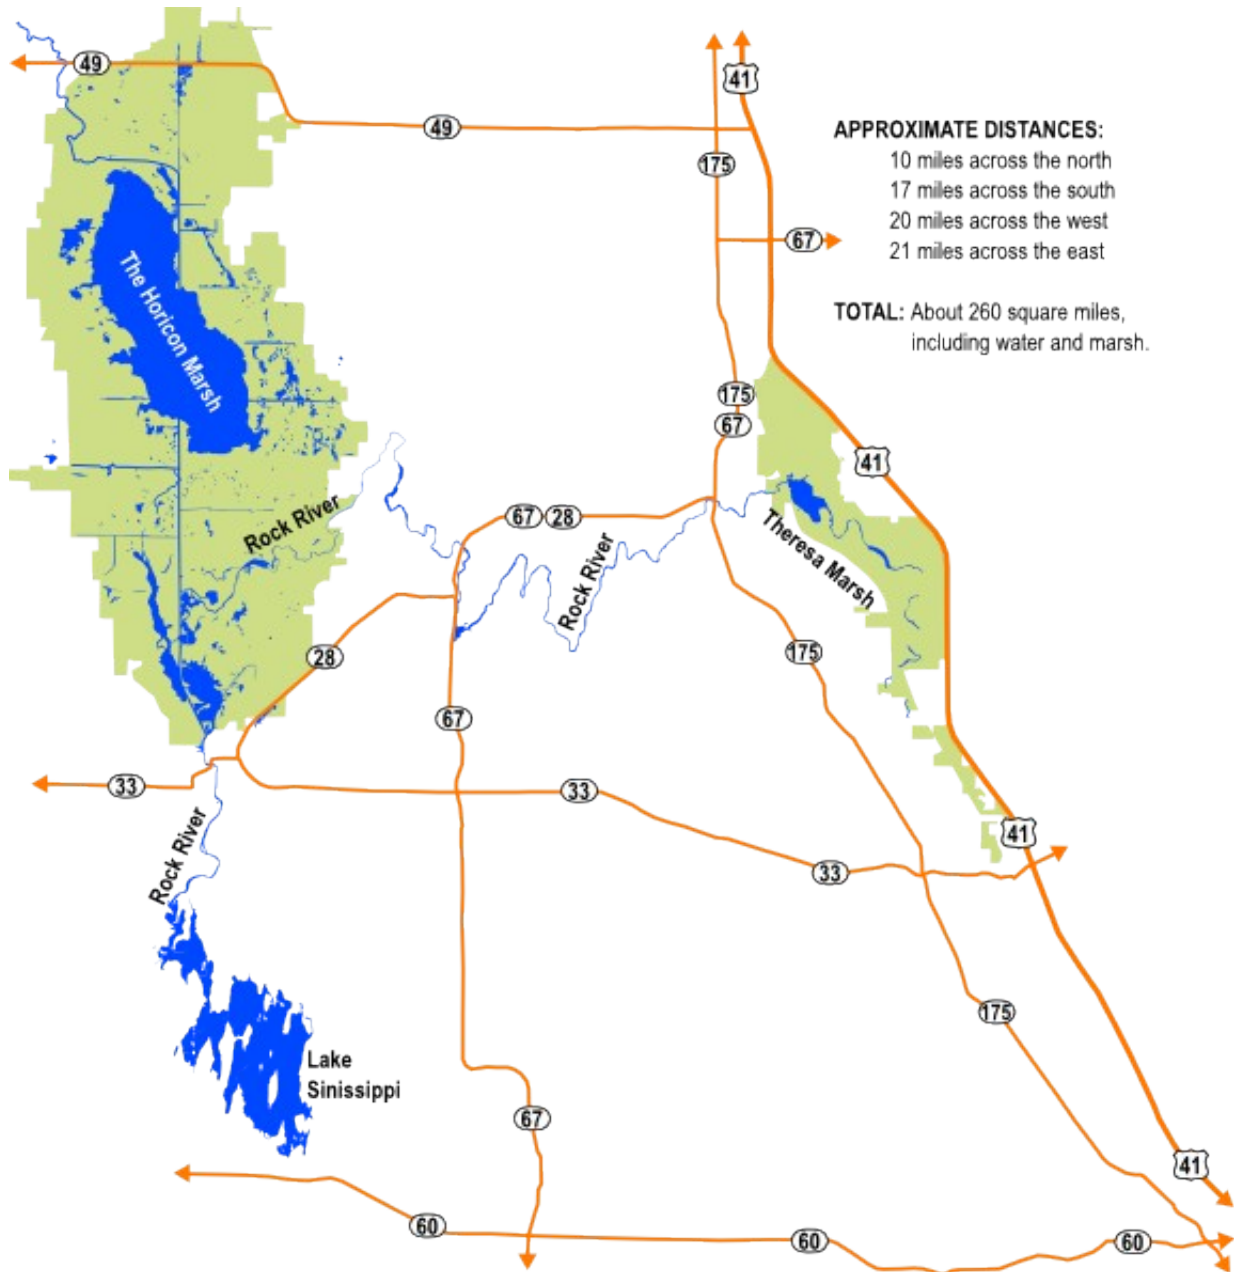 49
41
49
175
APPROXIMATE DISTANCES:
10 miles across the north
17 miles across the south
20 miles across the west
21 miles across the east
67
TOTAL: About 260 square miles,
including water and marsh.
The Horicon Marsh
175
67
41
Rock River
67
28
Theresa Marsh
Rock River
28
175
67
33
33
41
33
Rock River
175
Lake
Sinissippi
67
41
60
60
60